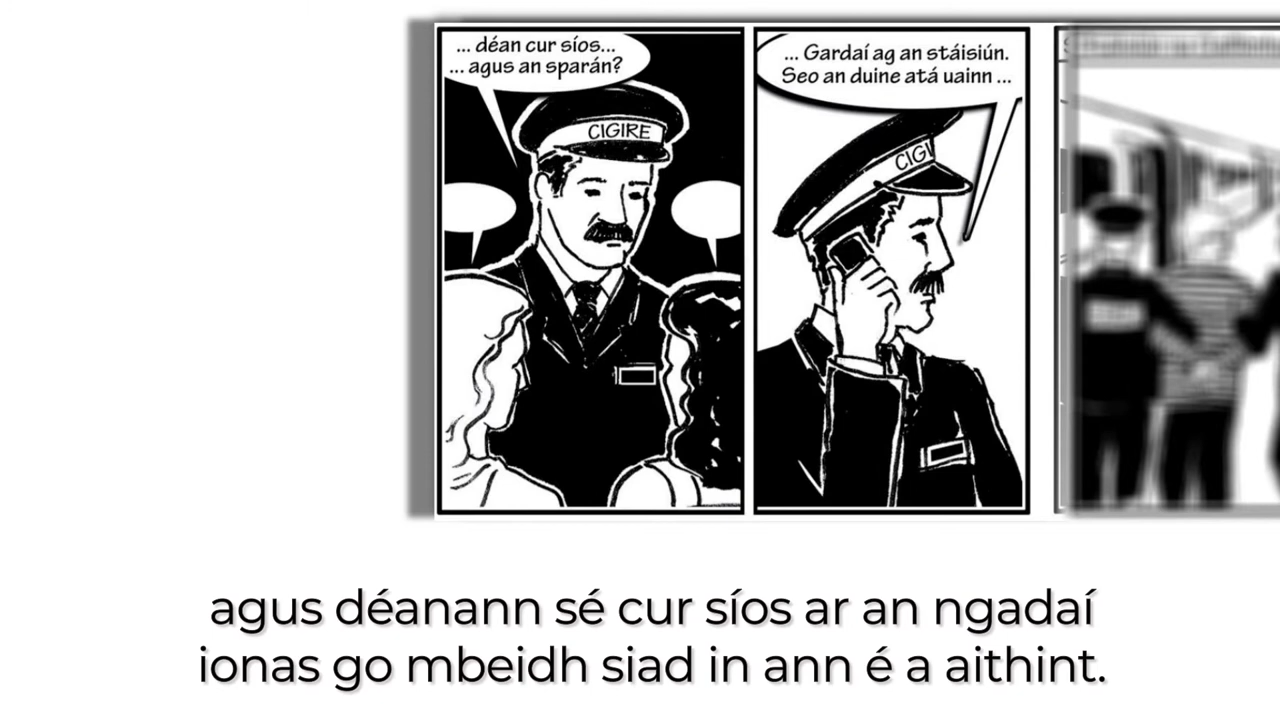 ... déan cur síos...
... agus an sparán?
CIGIRE
... Gardaí ag an stáisiún.
Seo an duine atá uainn ...
CIGI
agus déanann sé cur síos ar an ngadaí
ionas go mbeidh siad in ann é a aithint.